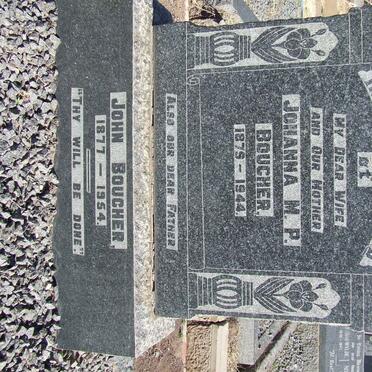 MY DEAR WIFE
AND OUR MOTHER
JOHANNA M. P.
BOUCHER.
1879 – 1944
ALSO OUR DEAR FATHER
JOHN BOUCHER
1877 – 1954
"THY WILL BE DONE."